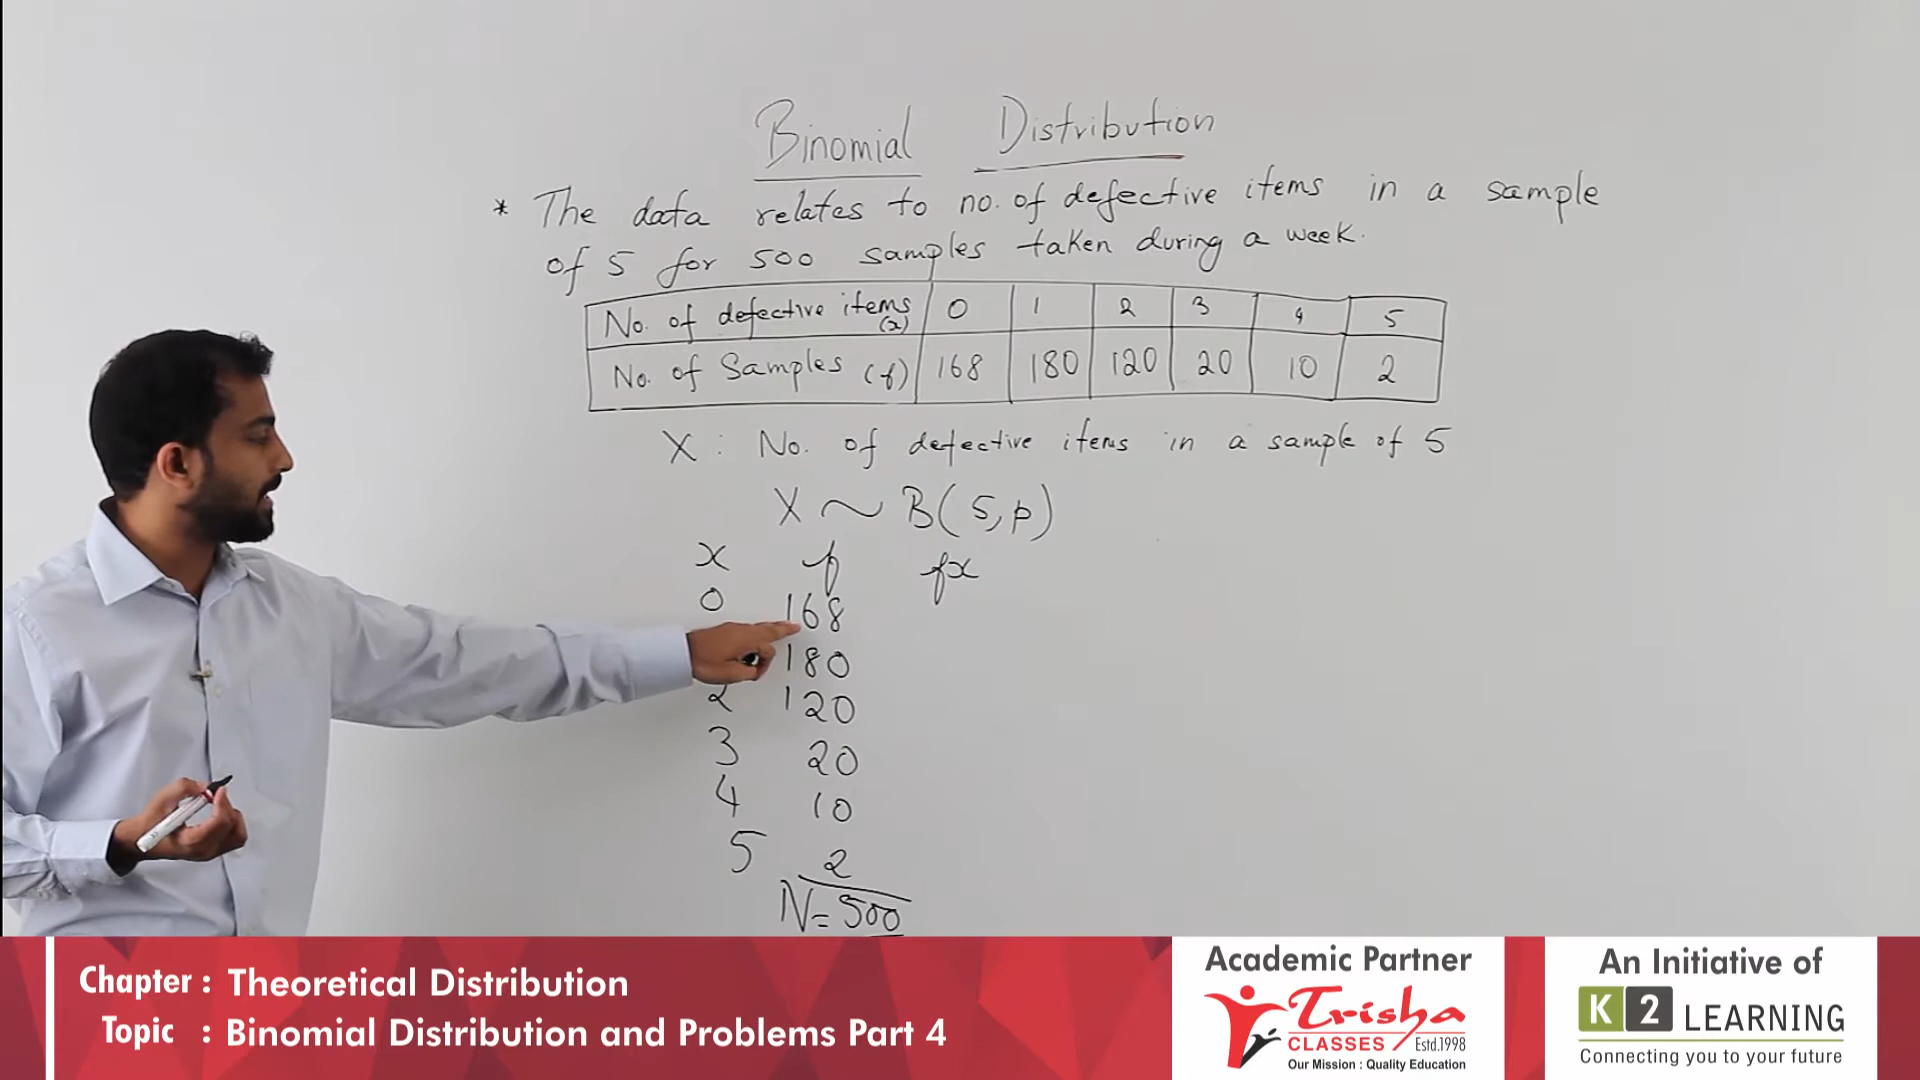 Binomial Distribution
* The data relates to no. of defective items in a sample
of 5 for 500 samples taken during a week.
No. of defective items (x) 0 1 2 3 4 5
No. of Samples (f) 168 180 120 20 10 2
X : No. of defective items in a sample of 5
X ~ B(5,p)
x f fx
0 168
180
2 120
3 20
4 10
5 2
N=500
Chapter : Theoretical Distribution
Topic : Binomial Distribution and Problems Part 4
Academic Partner
Trisha
CLASSES Estd.1998
Our Mission : Quality Education
An Initiative of
K2 LEARNING
Connecting you to your future